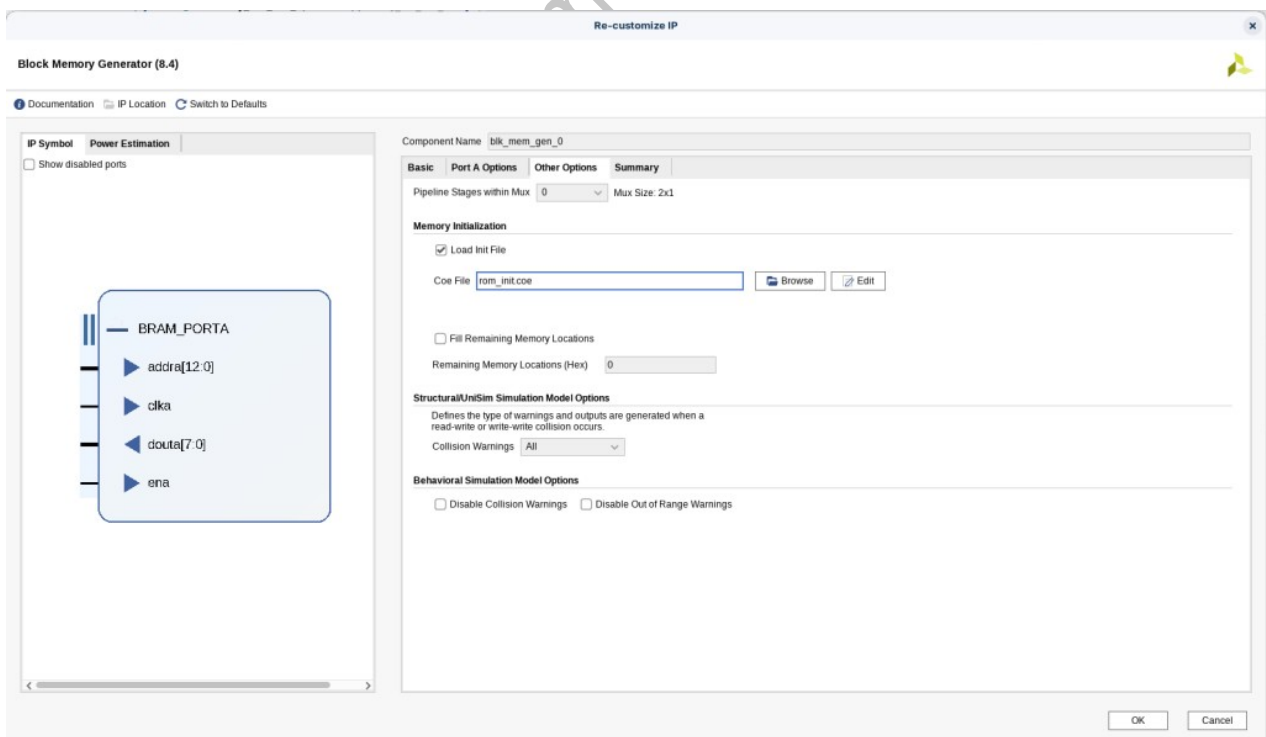 Re-customize IP
Block Memory Generator (8.4)
Documentation IP Location Switch to Defaults
IP Symbol Power Estimation
Show disabled ports
BRAM_PORTA
addra[12:0]
clka
douta[7:0]
ena
Component Name blk_mem_gen_0
Basic Port A Options Other Options Summary
Pipeline Stages within Mux 0 Mux Size: 2x1
Memory Initialization
Load Init File
Coe File rom_init.coe Browse Edit
Fill Remaining Memory Locations
Remaining Memory Locations (Hex) 0
Structural/UniSim Simulation Model Options
Defines the type of warnings and outputs are generated when a
read-write or write-write collision occurs.
Collision Warnings All
Behavioral Simulation Model Options
Disable Collision Warnings Disable Out of Range Warnings
OK Cancel